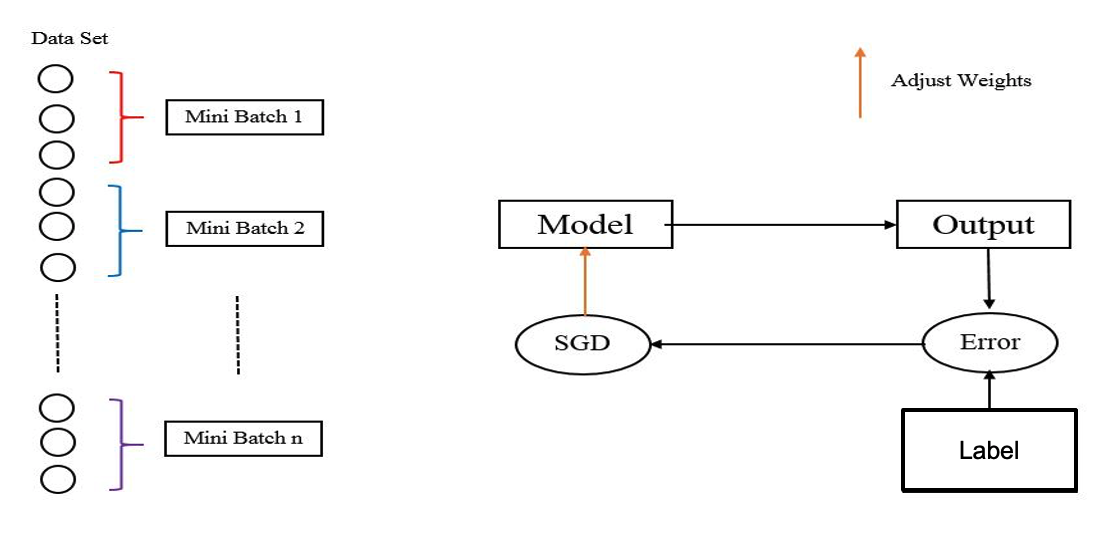 Data Set
Mini Batch 1
Mini Batch 2
Mini Batch n
Adjust Weights
Model
Output
SGD
Error
Label